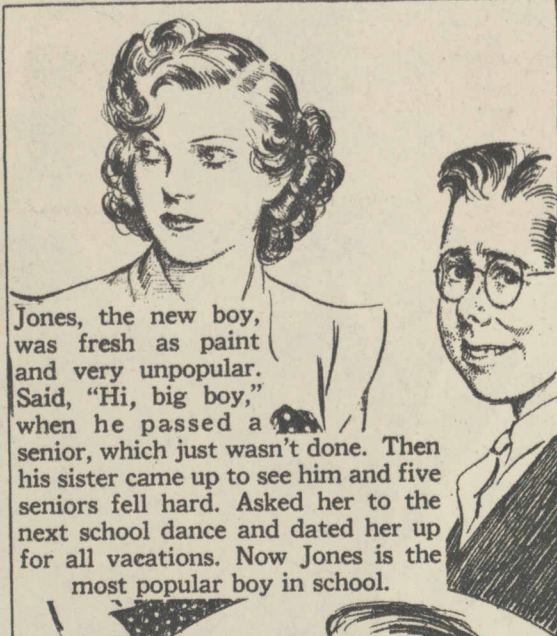 Jones, the new boy,
was fresh as paint
and very unpopular.
Said, "Hi, big boy,"
when he passed a
senior, which just wasn't done. Then
his sister came up to see him and five
seniors fell hard. Asked her to the
next school dance and dated her up
for all vacations. Now Jones is the
most popular boy in school.